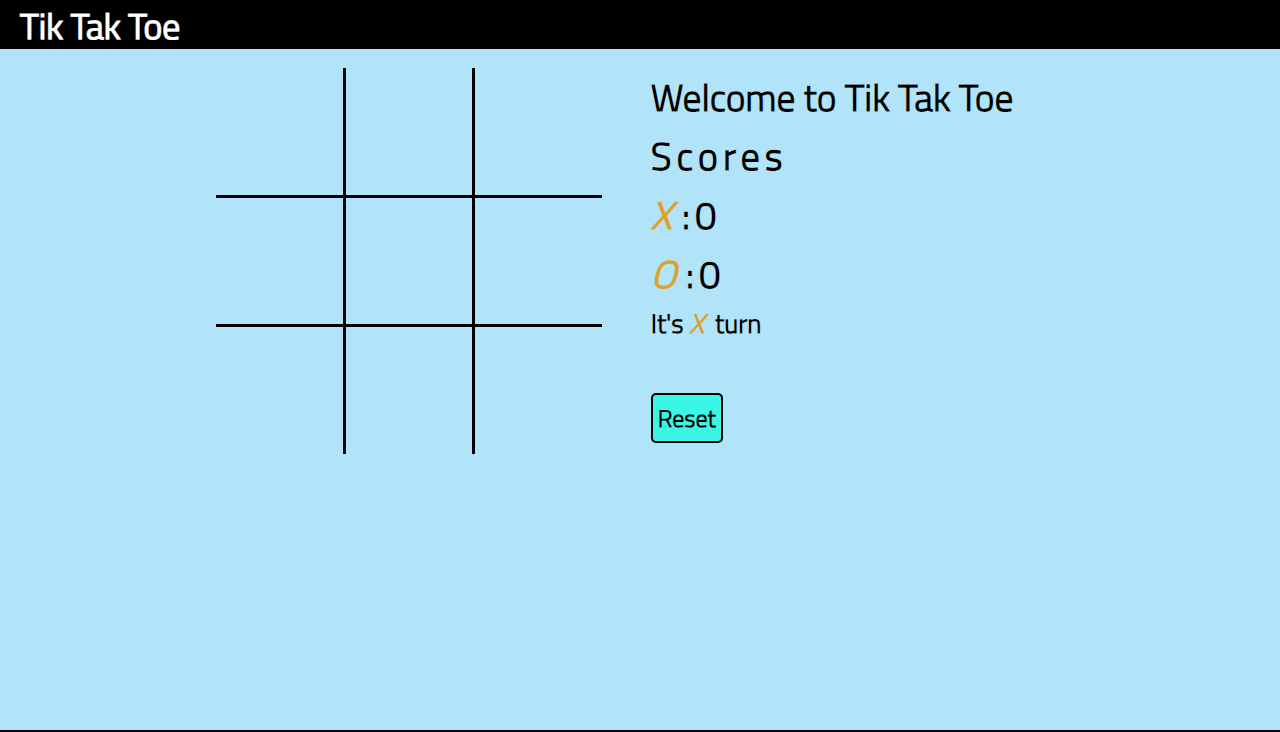 Tik Tak Toe
Welcome to Tik Tak Toe
Scores
X:0
O:0
It's X turn
Reset